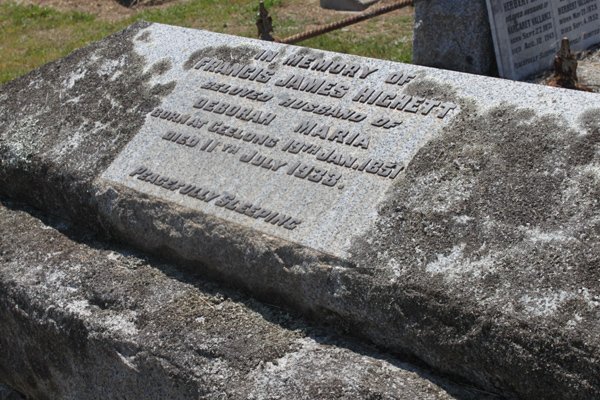 IN MEMORY OF
FRANCIS JAMES HIGHETT
BELOVED HUSBAND OF
DEBORAH MARIA
BORN AT GEELONG 18TH JAN. 1851
DIED 11TH JULY 1939.
PEACEFULLY SLEEPING